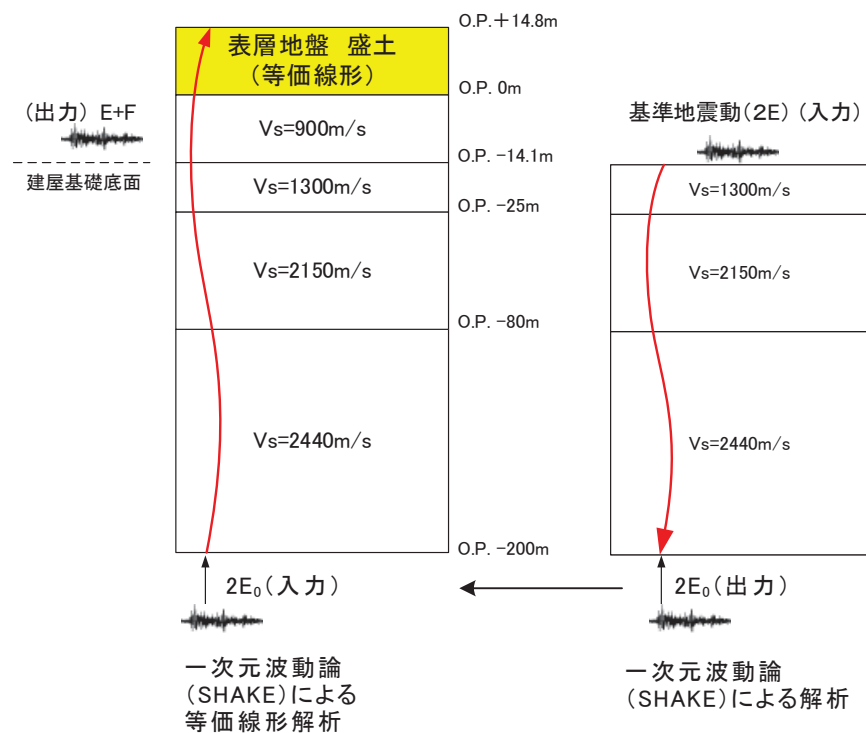 O.P.+14.8m
表層地盤 盛土
(等価線形)
O.P. 0m
(出力) E+F
Vs=900m/s
基準地震動(2E) (入力)
O.P. -14.1m
建屋基礎底面
Vs=1300m/s
Vs=1300m/s
O.P. -25m
Vs=2150m/s
Vs=2150m/s
O.P. -80m
Vs=2440m/s
Vs=2440m/s
O.P. -200m
2E₀(入力)
2E₀(出力)
一次元波動論
(SHAKE)による
等価線形解析
一次元波動論
(SHAKE)による解析